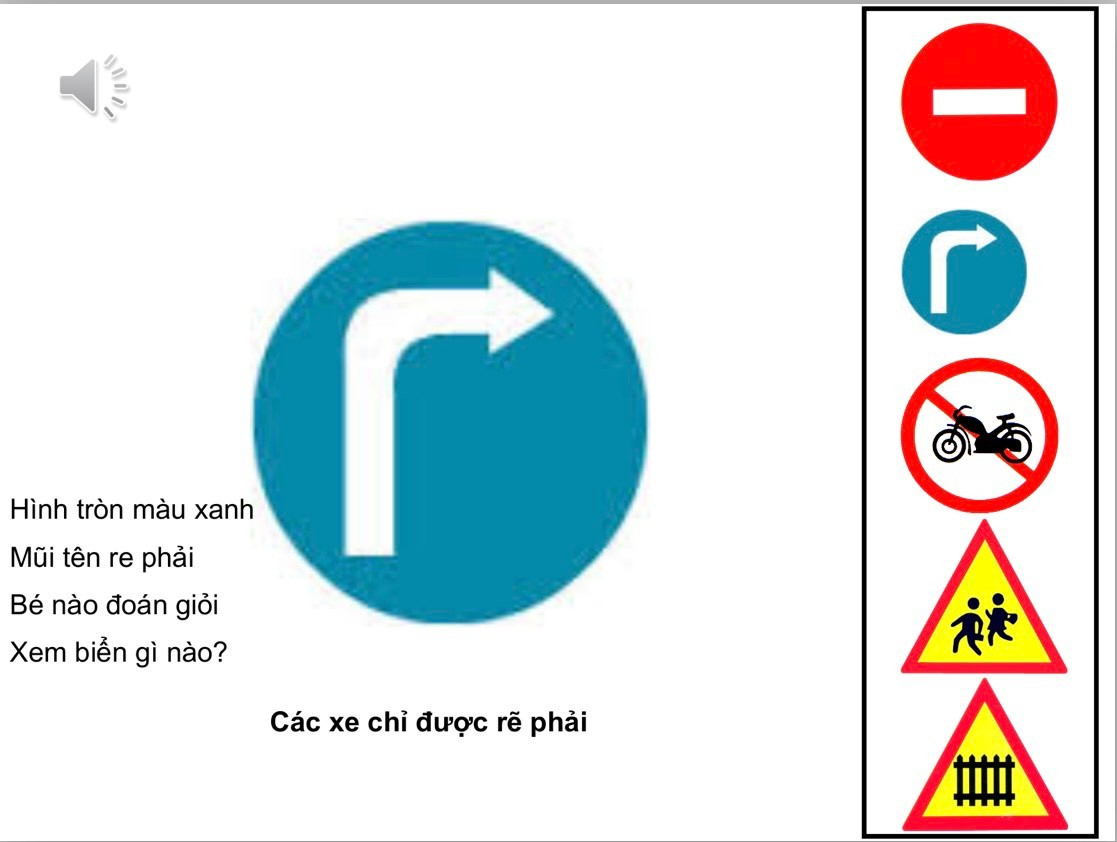 Hình tròn màu xanh
Mũi tên re phải
Bé nào đoán giỏi
Xem biển gì nào?
Các xe chỉ được rẽ phải